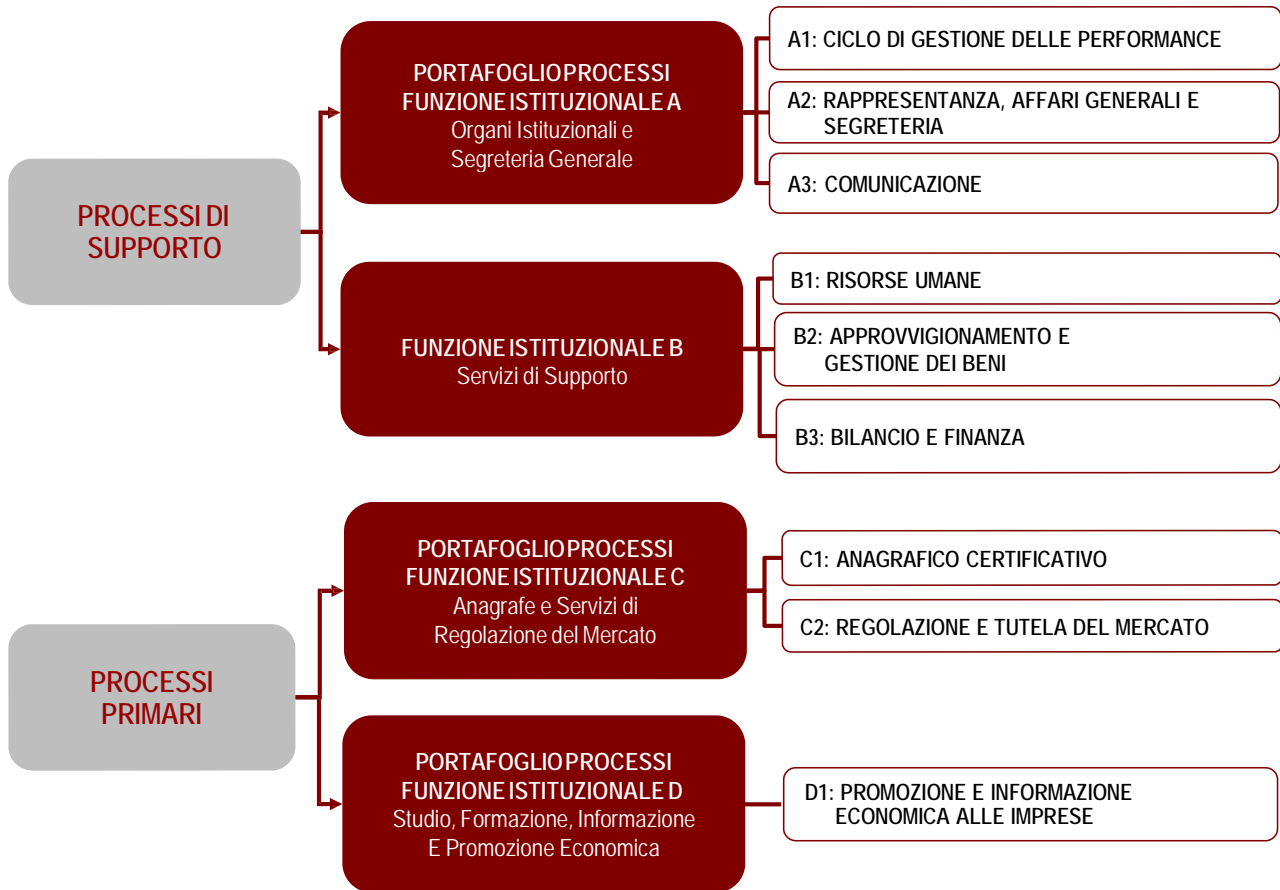 PROCESSI DI
SUPPORTO
PORTAFOGLIO PROCESSI
FUNZIONE ISTITUZIONALE A
Organi Istituzionali e
Segreteria Generale
A1: CICLO DI GESTIONE DELLE PERFORMANCE
A2: RAPPRESENTANZA, AFFARI GENERALI E
SEGRETERIA
A3: COMUNICAZIONE
FUNZIONE ISTITUZIONALE B
Servizi di Supporto
B1: RISORSE UMANE
B2: APPROVVIGIONAMENTO E
GESTIONE DEI BENI
B3: BILANCIO E FINANZA
PROCESSI
PRIMARI
PORTAFOGLIO PROCESSI
FUNZIONE ISTITUZIONALE C
Anagrafe e Servizi di
Regolazione del Mercato
C1: ANAGRAFICO CERTIFICATIVO
C2: REGOLAZIONE E TUTELA DEL MERCATO
PORTAFOGLIO PROCESSI
FUNZIONE ISTITUZIONALE D
Studio, Formazione, Informazione
E Promozione Economica
D1: PROMOZIONE E INFORMAZIONE
ECONOMICA ALLE IMPRESE